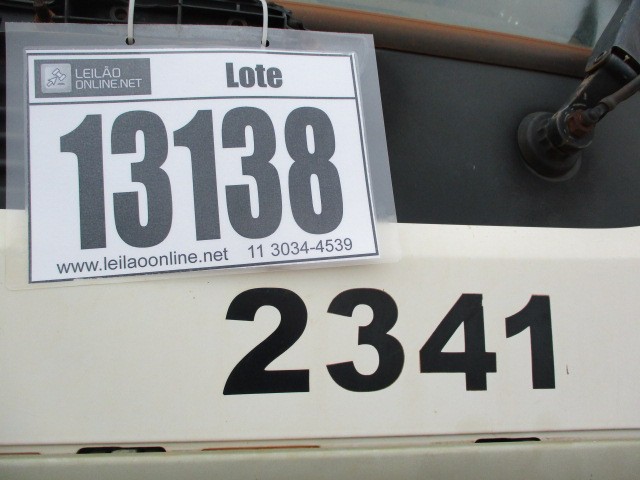 LEILÃO
ONLINE.NET
Lote
13138
www.leilaoonline.net 11 3034-4539
2341